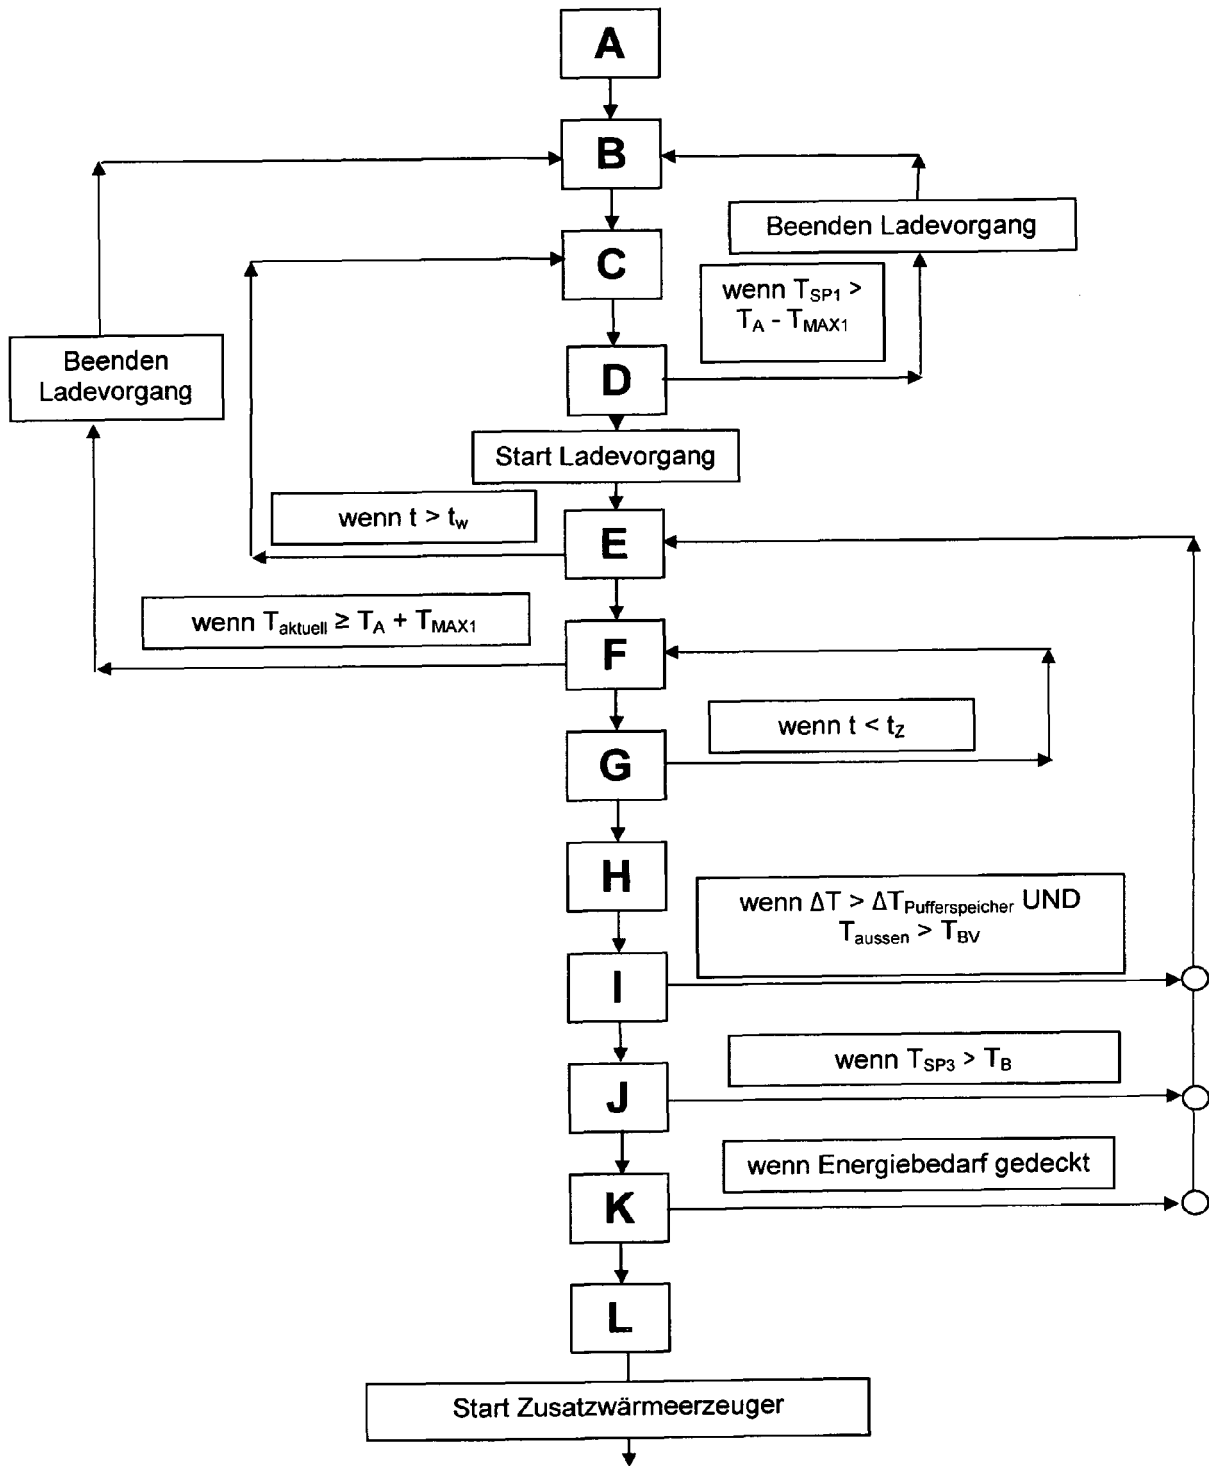 A
B
Beenden Ladevorgang
C
wenn T_SP1 >
T_A - T_MAX1
Beenden
Ladevorgang
D
Start Ladevorgang
wenn t > t_w
E
wenn T_aktuell ≥ T_A + T_MAX1
F
wenn t < t_Z
G
H
wenn ΔT > ΔT_Pufferspeicher UND
T_aussen > T_BV
I
wenn T_SP3 > T_B
J
wenn Energiebedarf gedeckt
K
L
Start Zusatzwärmeerzeuger